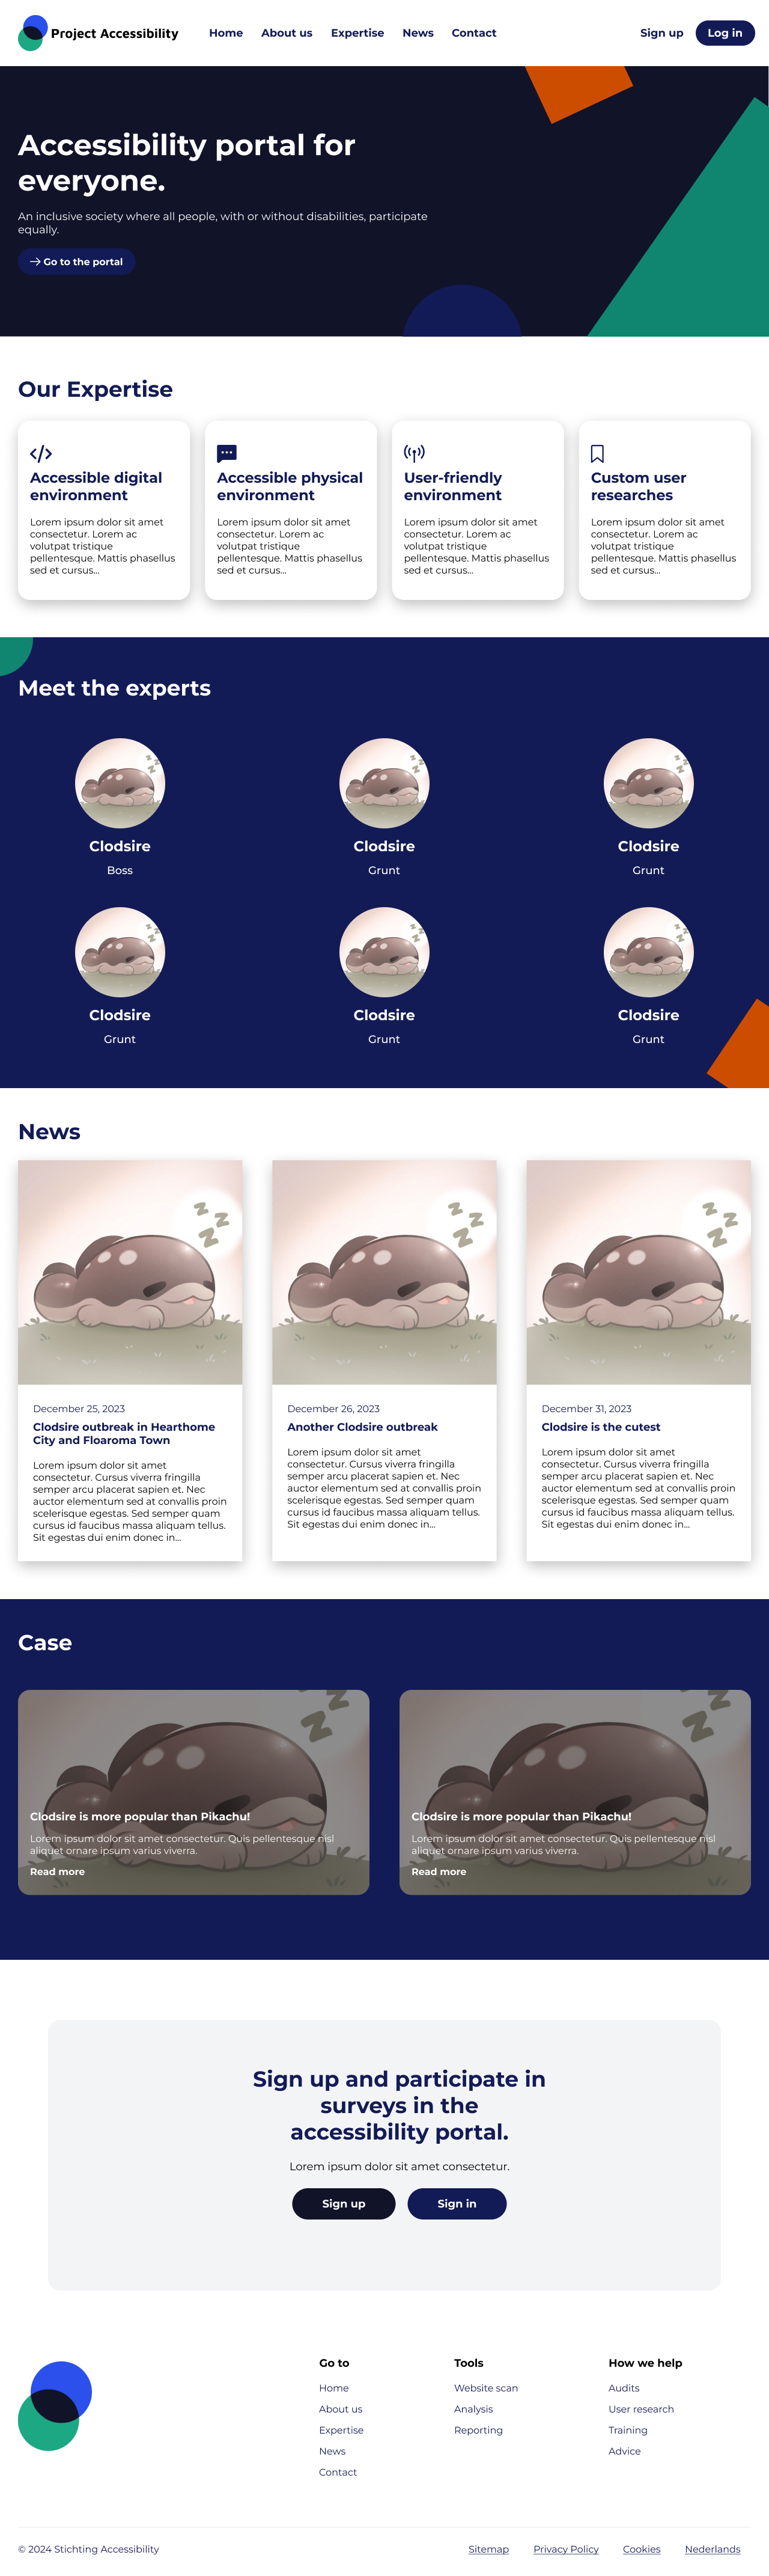 Project Accessibility
Home
About us
Expertise
News
Contact
Sign up
Log in
Accessibility portal for
everyone.
An inclusive society where all people, with or without disabilities, participate
equally.
Go to the portal
Our Expertise
Accessible digital
environment
Lorem ipsum dolor sit amet
consectetur. Lorem ac
volutpat tristique
pellentesque. Mattis phasellus
sed et cursus...
Accessible physical
environment
Lorem ipsum dolor sit amet
consectetur. Lorem ac
volutpat tristique
pellentesque. Mattis phasellus
sed et cursus...
User-friendly
environment
Lorem ipsum dolor sit amet
consectetur. Lorem ac
volutpat tristique
pellentesque. Mattis phasellus
sed et cursus...
Custom user
researches
Lorem ipsum dolor sit amet
consectetur. Lorem ac
volutpat tristique
pellentesque. Mattis phasellus
sed et cursus...
Meet the experts
Clodsire
Boss
Clodsire
Grunt
Clodsire
Grunt
Clodsire
Grunt
Clodsire
Grunt
Clodsire
Grunt
News
December 25, 2023
Clodsire outbreak in Hearthome
City and Floaroma Town
Lorem ipsum dolor sit amet
consectetur. Cursus viverra fringilla
semper arcu placerat sapien et. Nec
auctor elementum sed at convallis proin
scelerisque egestas. Sed semper quam
cursus id faucibus massa aliquam tellus.
Sit egestas dui enim donec in...
December 26, 2023
Another Clodsire outbreak
Lorem ipsum dolor sit amet
consectetur. Cursus viverra fringilla
semper arcu placerat sapien et. Nec
auctor elementum sed at convallis proin
scelerisque egestas. Sed semper quam
cursus id faucibus massa aliquam tellus.
Sit egestas dui enim donec in...
December 31, 2023
Clodsire is the cutest
Lorem ipsum dolor sit amet
consectetur. Cursus viverra fringilla
semper arcu placerat sapien et. Nec
auctor elementum sed at convallis proin
scelerisque egestas. Sed semper quam
cursus id faucibus massa aliquam tellus.
Sit egestas dui enim donec in...
Case
Clodsire is more popular than Pikachu!
Lorem ipsum dolor sit amet consectetur. Quis pellentesque nisl
aliquet ornare ipsum varius viverra.
Read more
Clodsire is more popular than Pikachu!
Lorem ipsum dolor sit amet consectetur. Quis pellentesque nisl
aliquet ornare ipsum varius viverra.
Read more
Sign up and participate in
surveys in the
accessibility portal.
Lorem ipsum dolor sit amet consectetur.
Sign up
Sign in
Go to
Home
About us
Expertise
News
Contact
Tools
Website scan
Analysis
Reporting
How we help
Audits
User research
Training
Advice
© 2024 Stichting Accessibility
Sitemap
Privacy Policy
Cookies
Nederlands